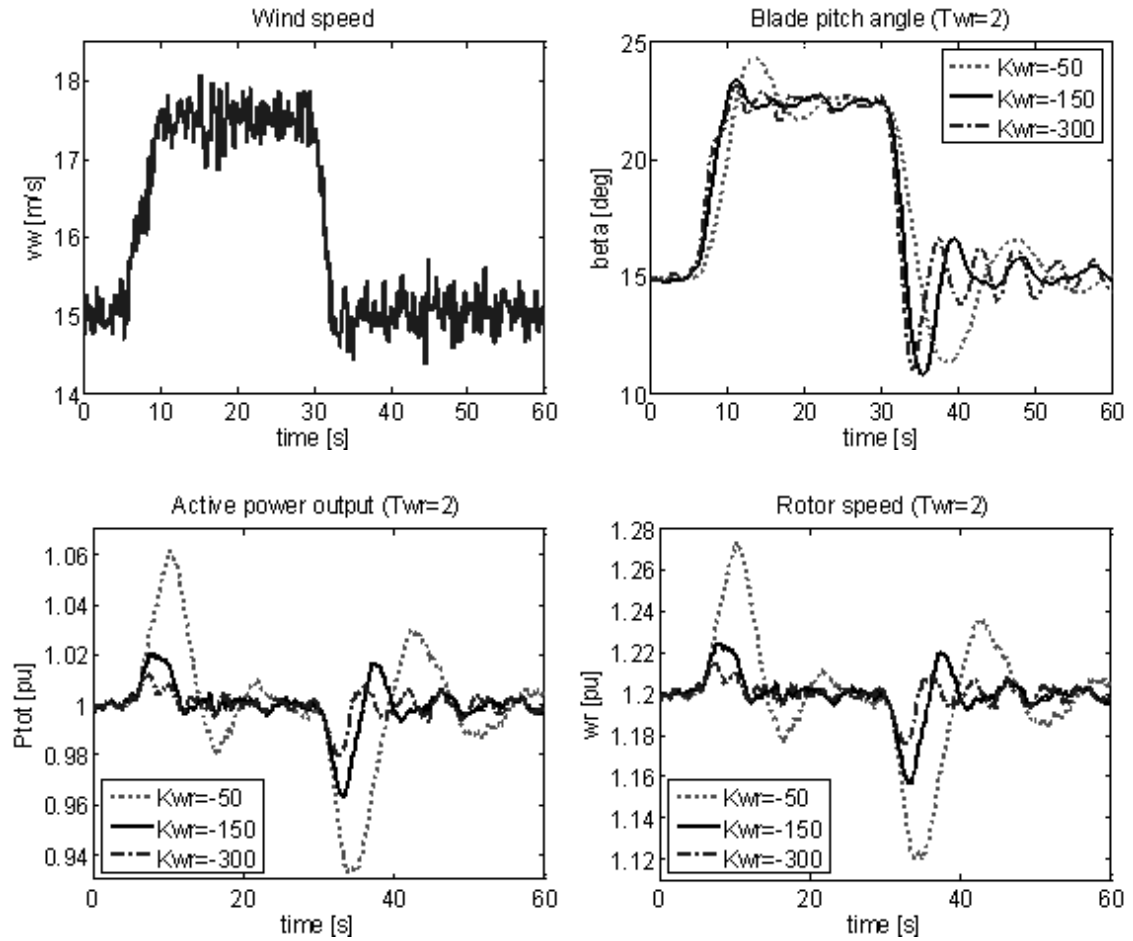 Wind speed
18
17
16
15
14
vw [m/s]
0 10 20 30 40 50 60
time [s]
Blade pitch angle (Twr=2)
25
20
15
10
beta [deg]
Kwr=-50
Kwr=-150
Kwr=-300
0 10 20 30 40 50 60
time [s]
Active power output (Twr=2)
1.06
1.04
1.02
1
0.98
0.96
0.94
Ptot [pu]
Kwr=-50
Kwr=-150
Kwr=-300
0 20 40 60
time [s]
Rotor speed (Twr=2)
1.28
1.26
1.24
1.22
1.2
1.18
1.16
1.14
1.12
wr [pu]
Kwr=-50
Kwr=-150
Kwr=-300
0 20 40 60
time [s]